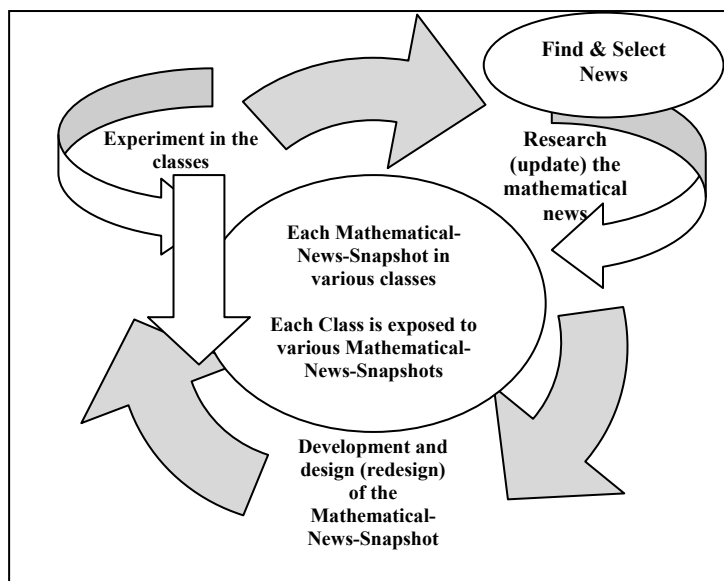 Find & Select
News
Experiment in the
classes
Research
(update) the
mathematical
news
Each Mathematical-
News-Snapshot in
various classes
Each Class is exposed to
various Mathematical-
News-Snapshots
Development and
design (redesign)
of the
Mathematical-
News-Snapshot